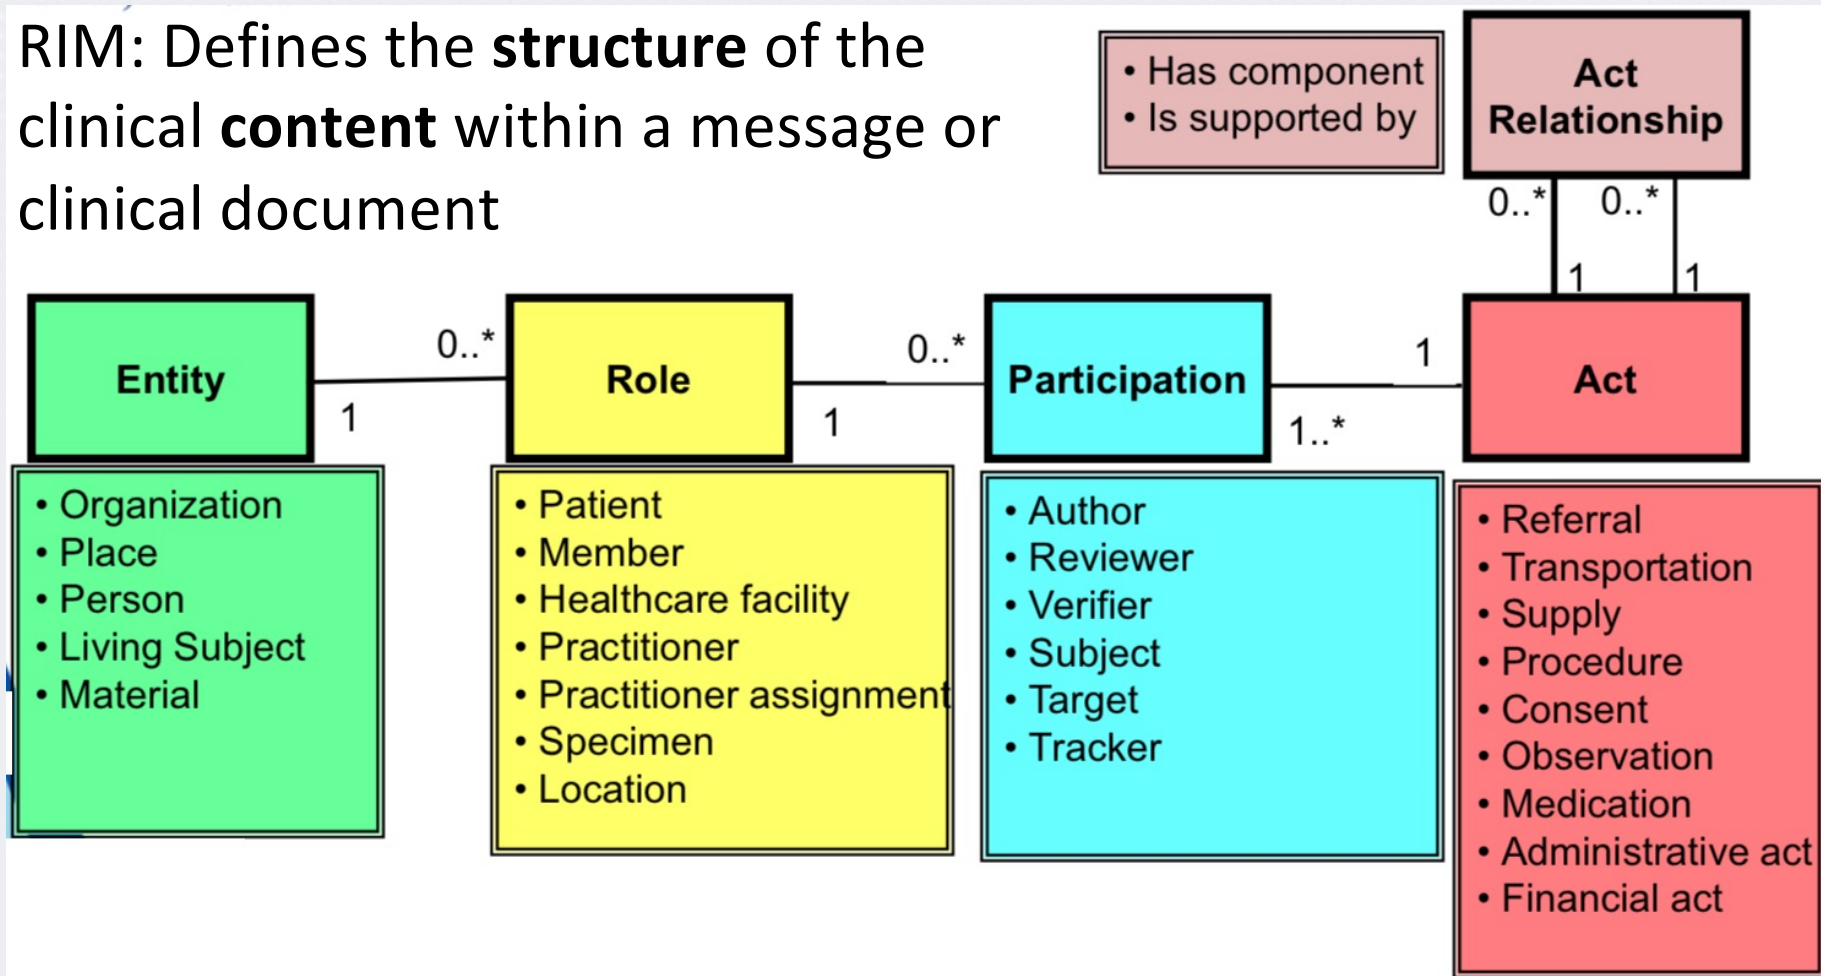 RIM: Defines the structure of the
clinical content within a message or
clinical document
• Has component
• Is supported by
Act
Relationship
0..* 0..*
1 1
Entity
0..*
1
Role
0..*
1
Participation
1
1..*
Act
• Organization
• Place
• Person
• Living Subject
• Material
• Patient
• Member
• Healthcare facility
• Practitioner
• Practitioner assignment
• Specimen
• Location
• Author
• Reviewer
• Verifier
• Subject
• Target
• Tracker
• Referral
• Transportation
• Supply
• Procedure
• Consent
• Observation
• Medication
• Administrative act
• Financial act